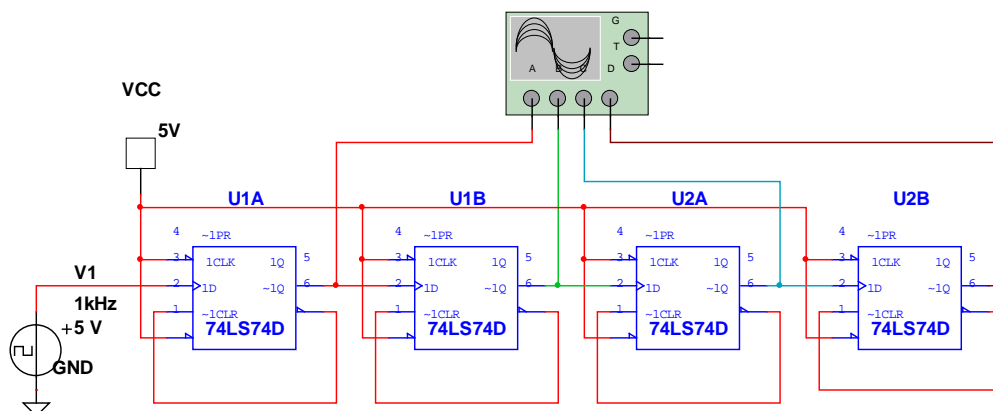 G
T
A B C D
VCC
5V
U1A U1B U2A U2B
4 ~1PR 4 ~1PR 4 ~1PR 4 ~1PR
3 1CLK 1Q 5 3 1CLK 1Q 5 3 1CLK 1Q 5 3 1CLK 1Q 5
V1 2 1D ~1Q 6 2 1D ~1Q 6 2 1D ~1Q 6 2 1D ~1Q 6
1kHz 1 ~1CLR 1 ~1CLR 1 ~1CLR 1 ~1CLR
+5 V 74LS74D 74LS74D 74LS74D 74LS74D
GND